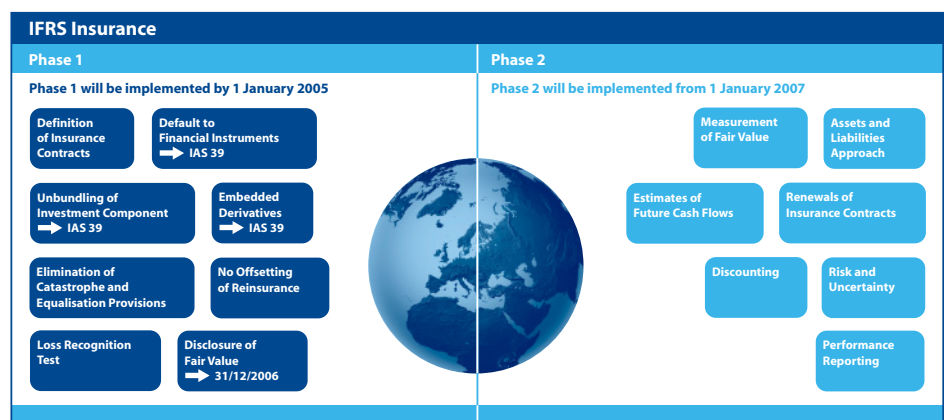 IFRS Insurance
Phase 1
Phase 1 will be implemented by 1 January 2005
Definition
of Insurance
Contracts
Default to
Financial Instruments
IAS 39
Unbundling of
Investment Component
IAS 39
Embedded
Derivatives
IAS 39
Elimination of
Catastrophe and
Equalisation Provisions
No Offsetting
of Reinsurance
Loss Recognition
Test
Disclosure of
Fair Value
31/12/2006
Phase 2
Phase 2 will be implemented from 1 January 2007
Measurement
of Fair Value
Assets and
Liabilities
Approach
Estimates of
Future Cash Flows
Renewals of
Insurance Contracts
Discounting
Risk and
Uncertainty
Performance
Reporting